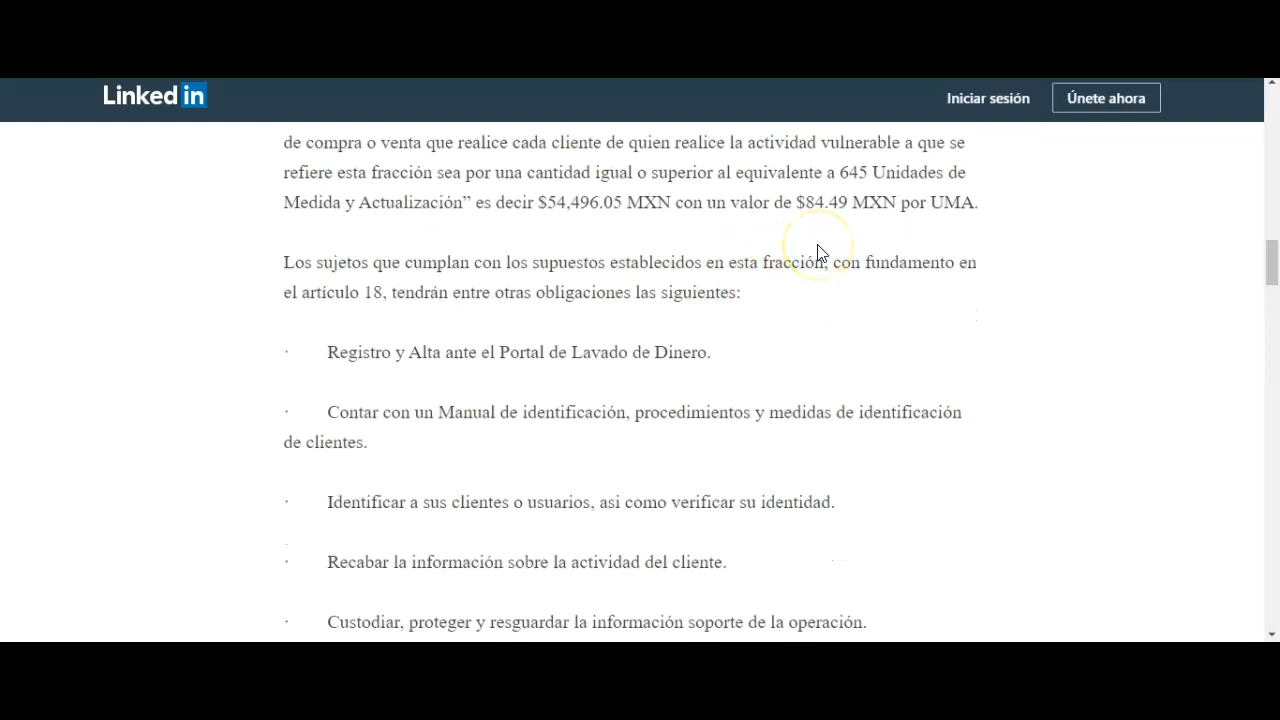 Linked in
Iniciar sesión
Únete ahora
de compra o venta que realice cada cliente de quien realice la actividad vulnerable a que se
refiere esta fracción sea por una cantidad igual o superior al equivalente a 645 Unidades de
Medida y Actualización” es decir $54,496.05 MXN con un valor de $84.49 MXN por UMA.
Los sujetos que cumplan con los supuestos establecidos en esta fracción, con fundamento en
el artículo 18, tendrán entre otras obligaciones las siguientes:
· Registro y Alta ante el Portal de Lavado de Dinero.
· Contar con un Manual de identificación, procedimientos y medidas de identificación
de clientes.
· Identificar a sus clientes o usuarios, asi como verificar su identidad.
· Recabar la información sobre la actividad del cliente.
· Custodiar, proteger y resguardar la información soporte de la operación.